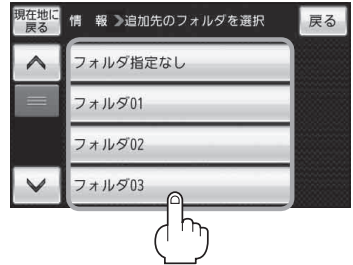 現在地に
戻る
情　報 》追加先のフォルダを選択
戻る
フォルダ指定なし
フォルダ01
フォルダ02
フォルダ03